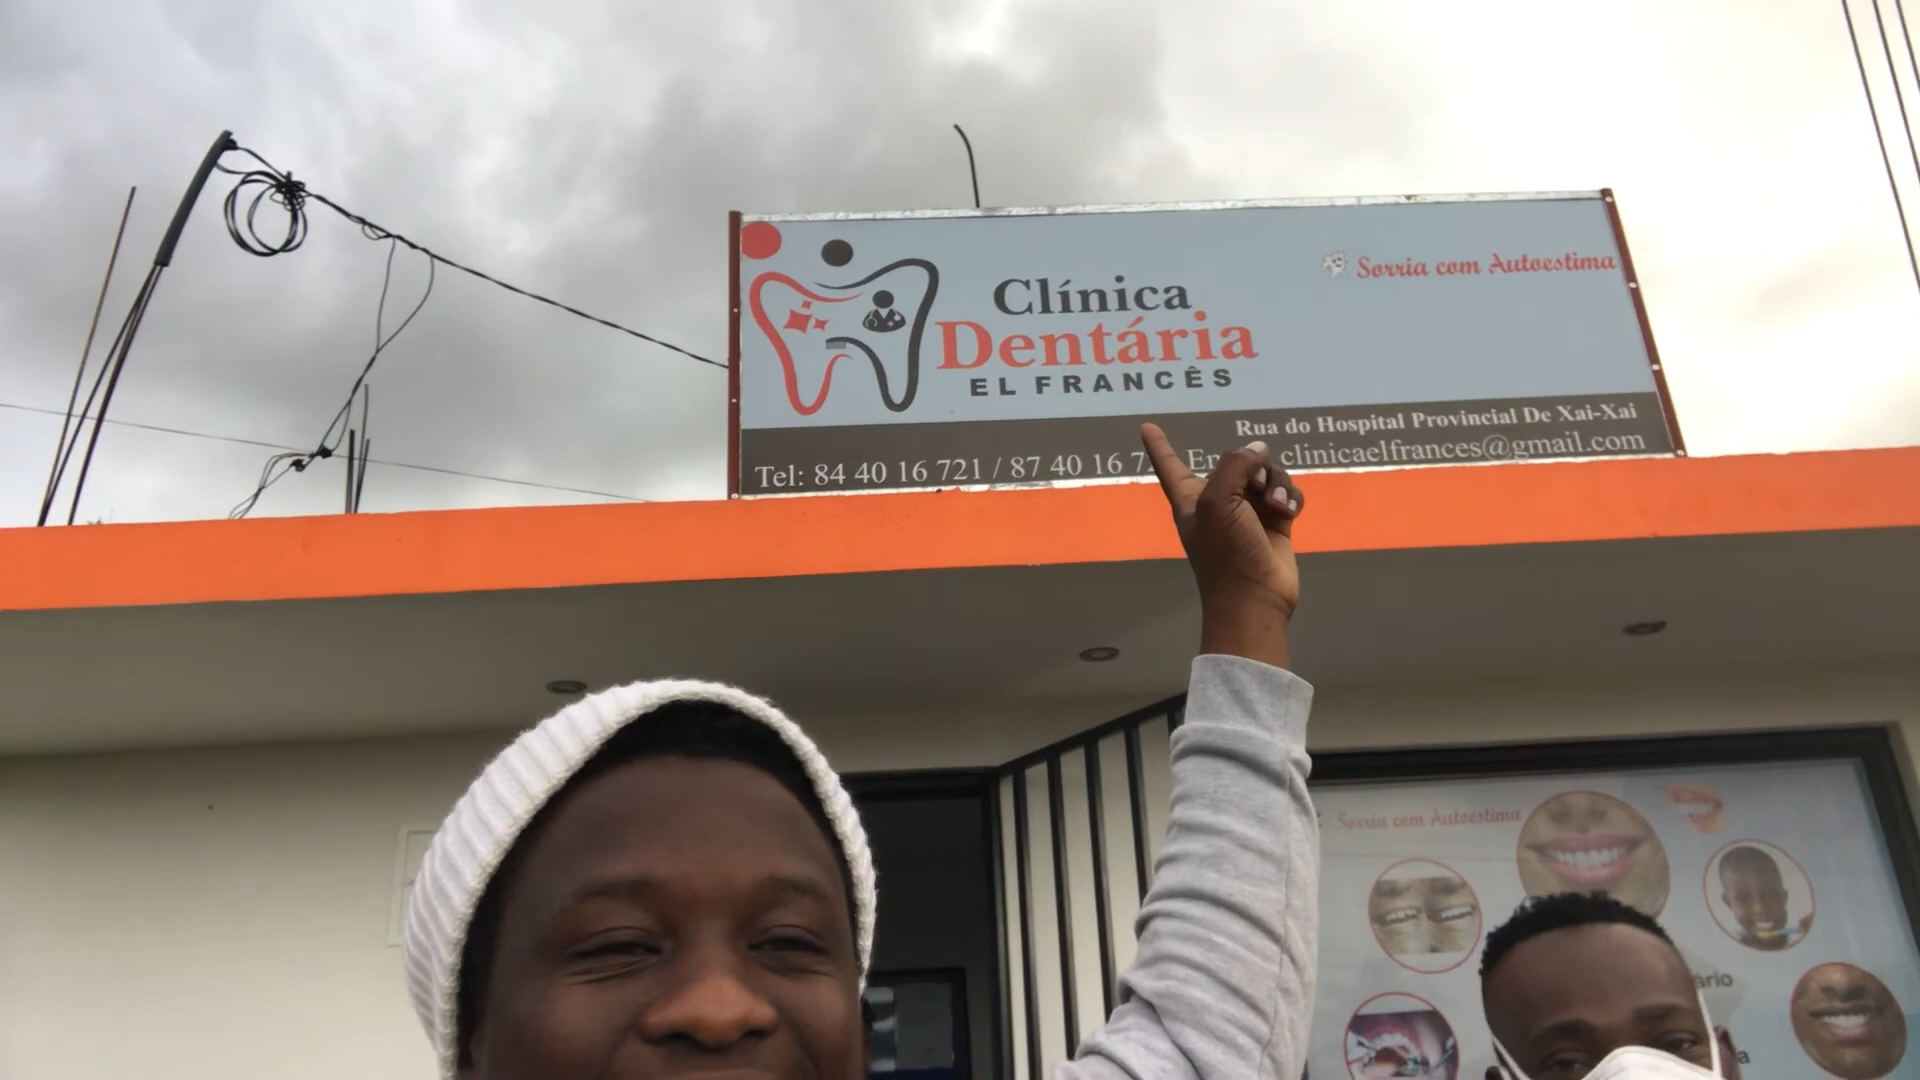 Sorria com Autoestima
Clínica
Dentária
EL FRANCÊS
Rua do Hospital Provincial De Xai-Xai
Tel: 84 40 16 721 / 87 40 16 clinicaelfrances@gmail.com
Sorria com Autoestima